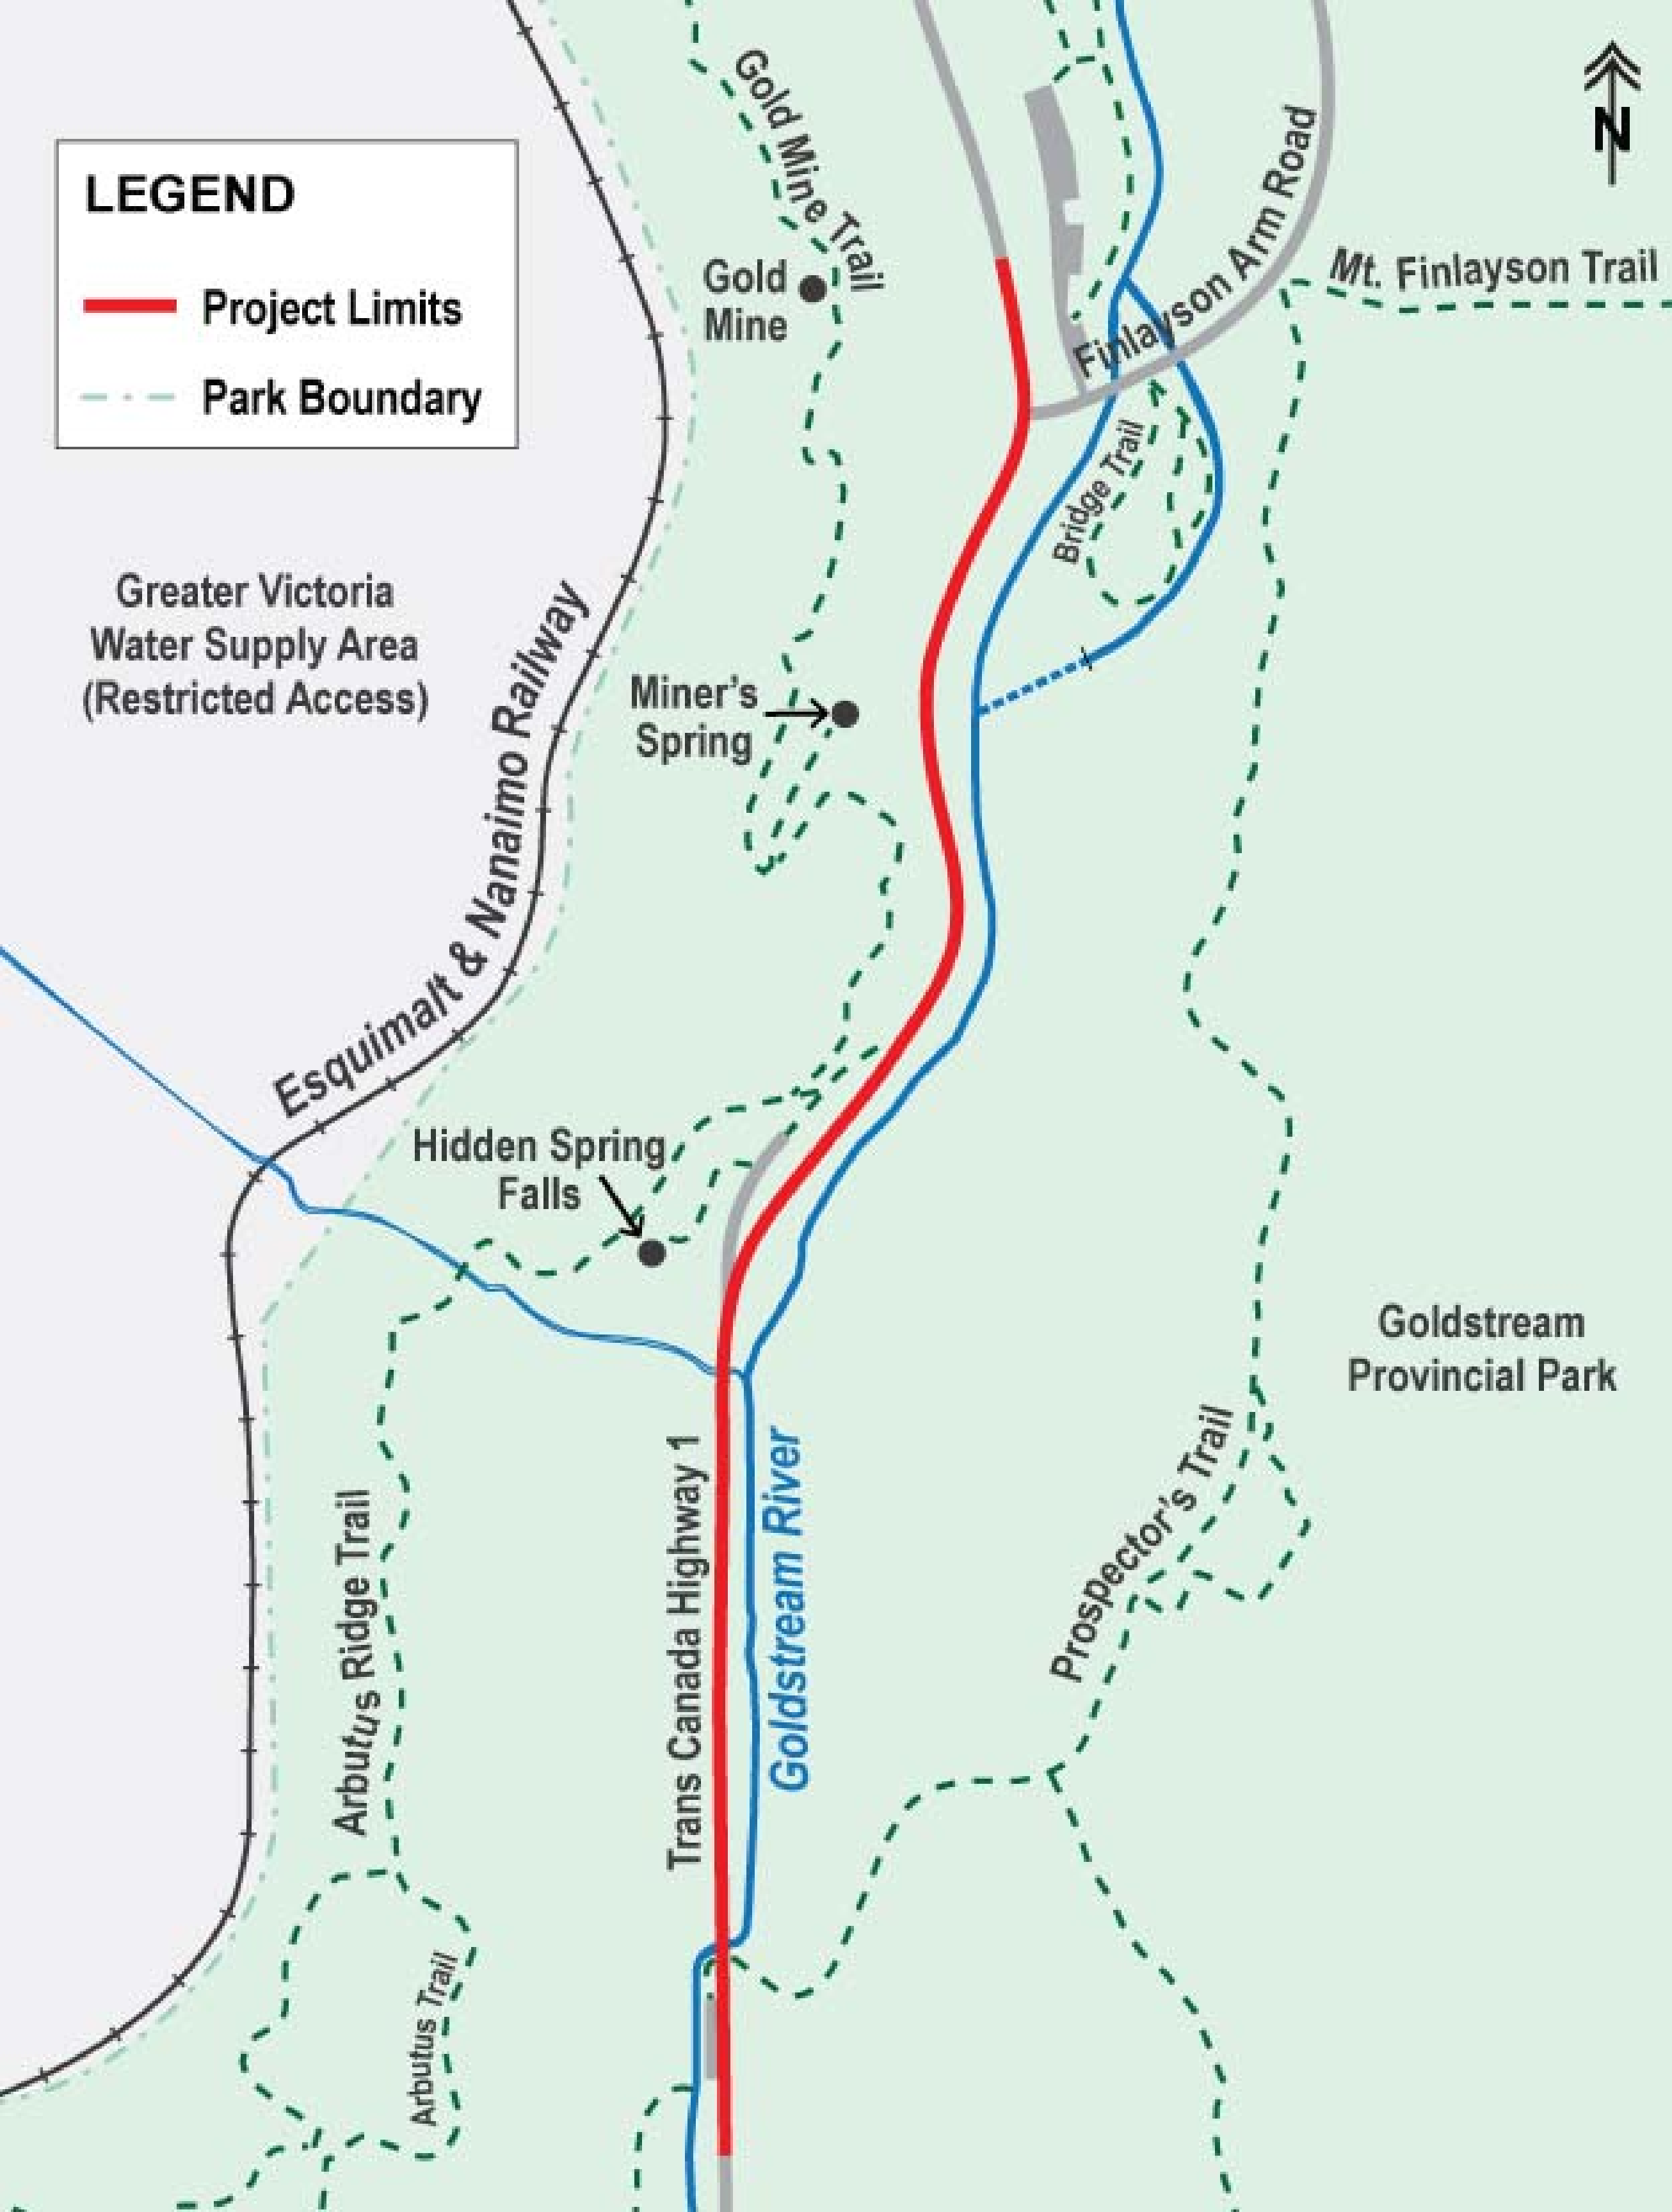 Gold Mine Trail
N
LEGEND
Project Limits
Park Boundary
Finlayson Arm Road
Mt. Finlayson Trail
Gold
Mine
Bridge Trail
Greater Victoria
Water Supply Area
(Restricted Access)
Esquimalt & Nanaimo Railway
Miner's
Spring
Hidden Spring
Falls
Goldstream
Provincial Park
Prospector's Trail
Trans Canada Highway 1
Goldstream River
Arbutus Ridge Trail
Arbutus Trail